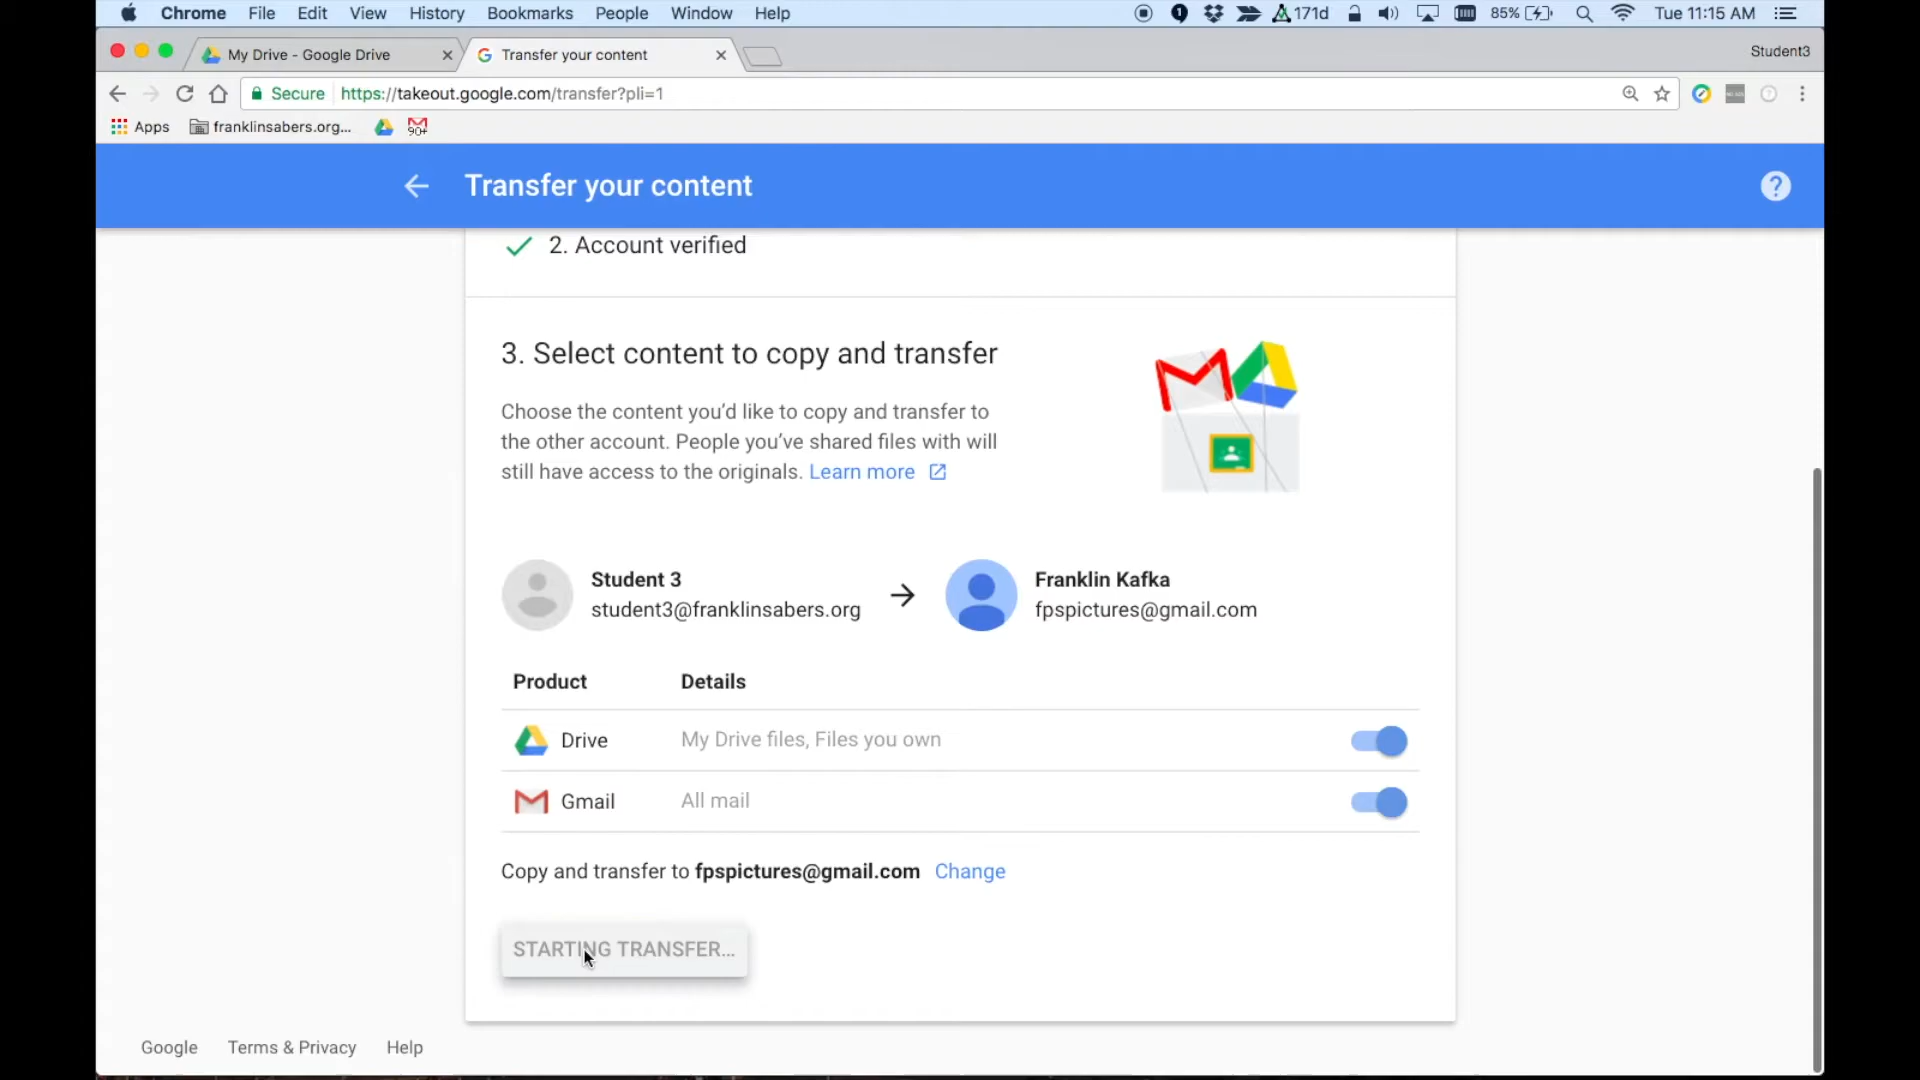 Chrome File Edit View History Bookmarks People Window Help 171d 85% Tue 11:15 AM
My Drive - Google Drive Transfer your content Student3
Secure https://takeout.google.com/transfer?pli=1
Apps franklinsabers.org... 90+
Transfer your content
2. Account verified
3. Select content to copy and transfer
Choose the content you’d like to copy and transfer to
the other account. People you’ve shared files with will
still have access to the originals. Learn more
Student 3 Franklin Kafka
student3@franklinsabers.org fpspictures@gmail.com
Product Details
Drive My Drive files, Files you own
Gmail All mail
Copy and transfer to fpspictures@gmail.com Change
STARTING TRANSFER...
Google Terms & Privacy Help